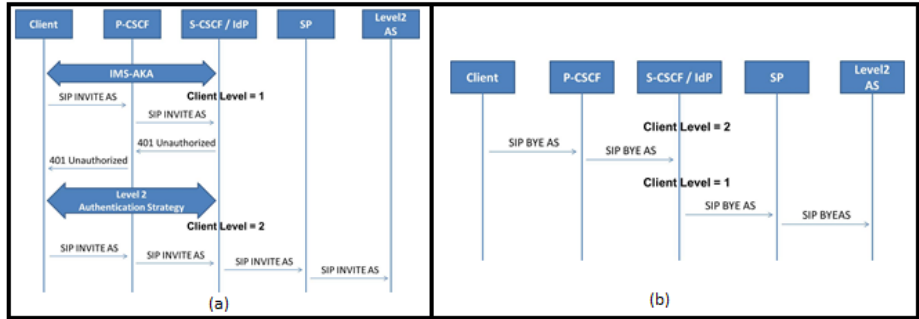 Client P-CSCF S-CSCF / IdP SP Level2
AS
IMS-AKA
SIP INVITE AS Client Level = 1
SIP INVITE AS
401 Unauthorized
401 Unauthorized
Level 2
Authentication Strategy
Client Level = 2
SIP INVITE AS SIP INVITE AS SIP INVITE AS SIP INVITE AS
(a)
Client P-CSCF S-CSCF / IdP SP Level2
AS
Client Level = 2
SIP BYE AS SIP BYE AS
Client Level = 1
SIP BYE AS SIP BYEAS
(b)